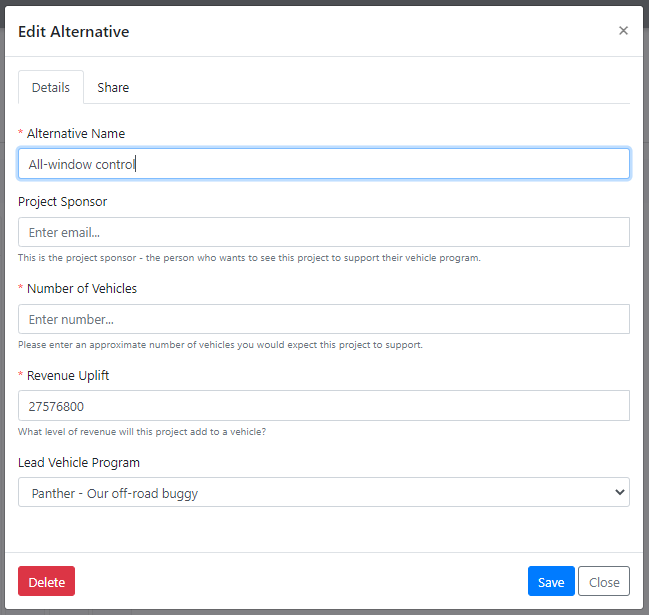 Edit Alternative ×
Details Share
* Alternative Name
All-window control
Project Sponsor
Enter email...
This is the project sponsor - the person who wants to see this project to support their vehicle program.
* Number of Vehicles
Enter number...
Please enter an approximate number of vehicles you would expect this project to support.
* Revenue Uplift
27576800
What level of revenue will this project add to a vehicle?
Lead Vehicle Program
Panther - Our off-road buggy
Delete Save Close